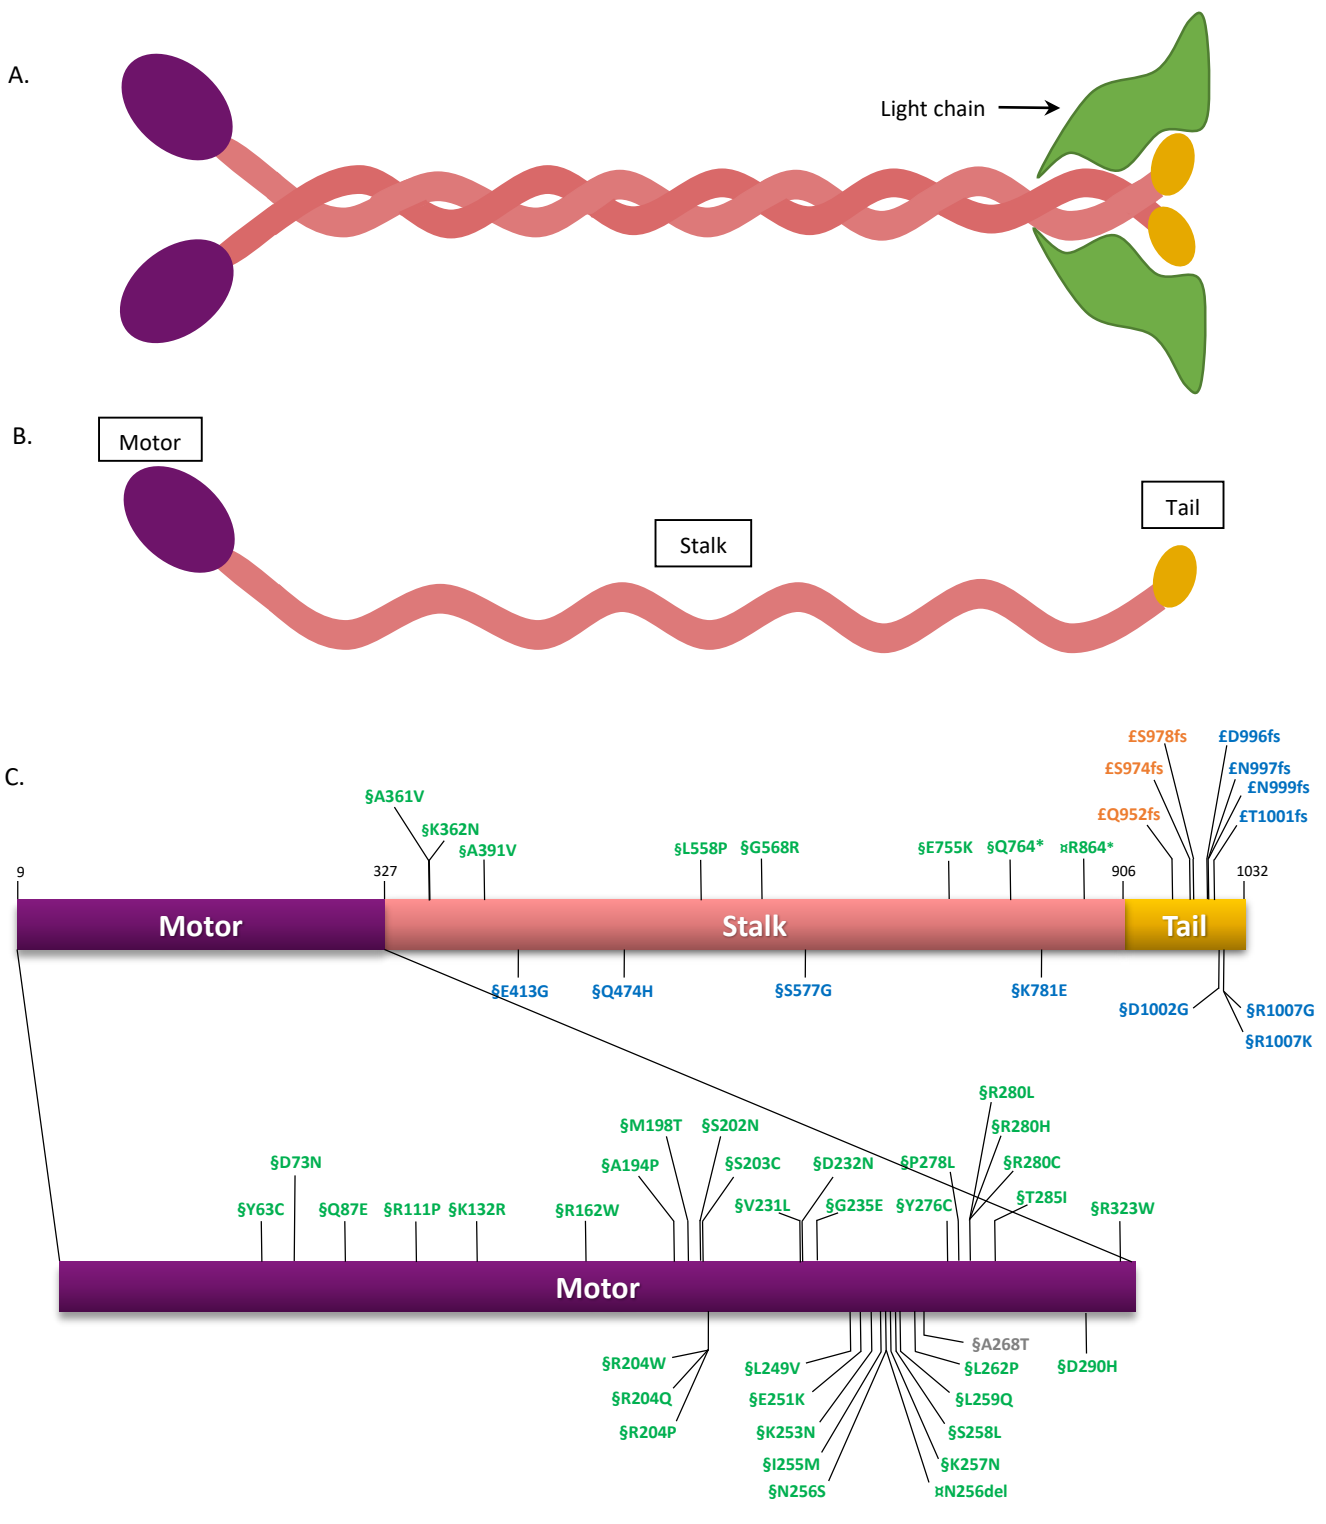 A.
Light chain
B.
Motor
Tail
Stalk
C.
£S978fs
£D996fs
£S974fs
£N997fs
£N999fs
§A361V
£Q952fs
£T1001fs
§K362N
§A391V
§L558P
§G568R
§E755K
§Q764*
¤R864*
9
327
906
1032
Motor
Stalk
Tail
§E413G
§Q474H
§S577G
§K781E
§D1002G
§R1007G
§R1007K
§R280L
§M198T
§S202N
§R280H
§D73N
§A194P
§S203C
§D232N
§P278L
§R280C
§Y63C
§Q87E
§R111P
§K132R
§R162W
§V231L
§G235E
§Y276C
§T285I
§R323W
Motor
§A268T
§R204W
§L249V
§L262P
§D290H
§R204Q
§E251K
§L259Q
§R204P
§K253N
§S258L
§I255M
§K257N
§N256S
¤N256del